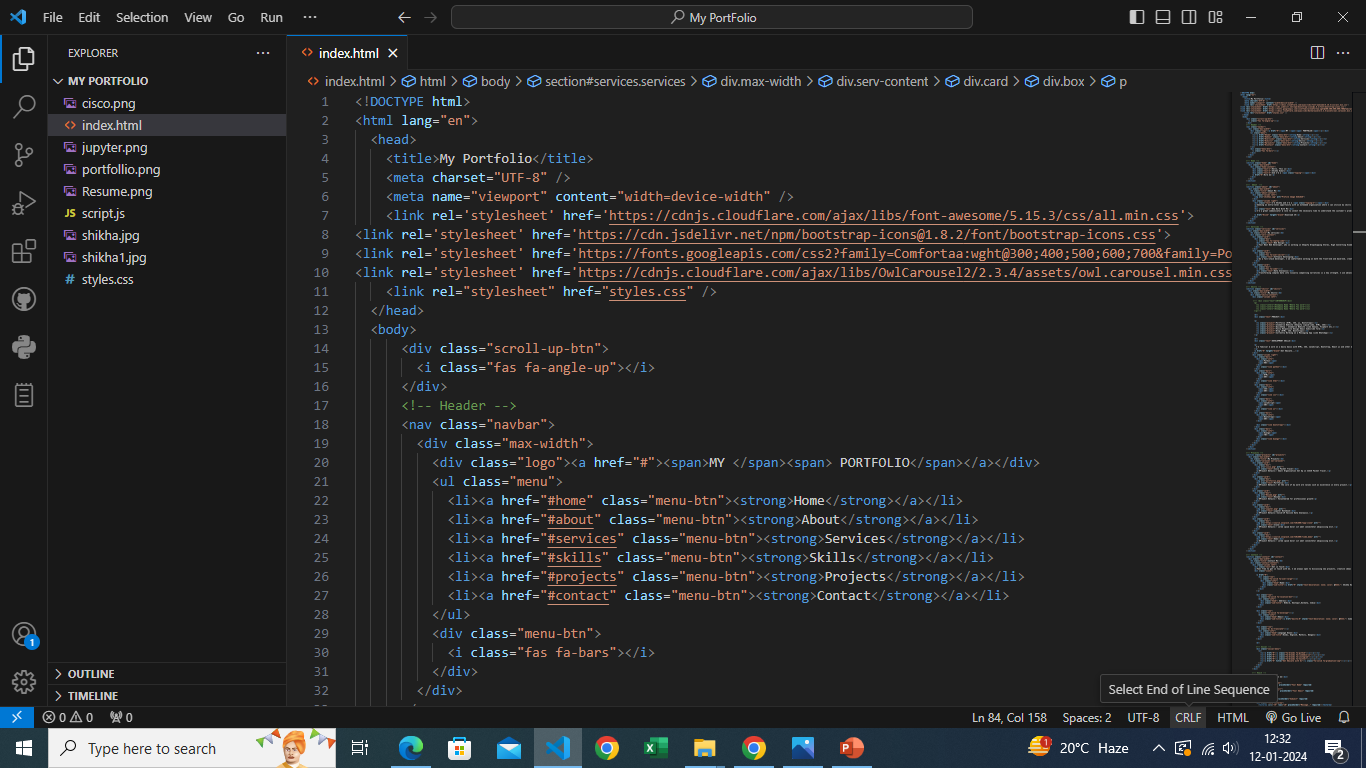 File Edit Selection View Go Run ···
My PortFolio
EXPLORER
MY PORTFOLIO
cisco.png
index.html
jupyter.png
portfollio.png
Resume.png
JS script.js
shikha.jpg
shikha1.jpg
# styles.css
OUTLINE
TIMELINE
index.html
index.html > html > body > section#services.services > div.max-width > div.serv-content > div.card > div.box > p
1 <!DOCTYPE html>
2 <html lang="en">
3 <head>
4 <title>My Portfolio</title>
5 <meta charset="UTF-8" />
6 <meta name="viewport" content="width=device-width" />
7 <link rel='stylesheet' href='https://cdnjs.cloudflare.com/ajax/libs/font-awesome/5.15.3/css/all.min.css'>
8 <link rel='stylesheet' href='https://cdn.jsdelivr.net/npm/bootstrap-icons@1.8.2/font/bootstrap-icons.css'>
9 <link rel='stylesheet' href='https://fonts.googleapis.com/css2?family=Comfortaa:wght@300;400;500;600;700&family=Po
10 <link rel='stylesheet' href='https://cdnjs.cloudflare.com/ajax/libs/OwlCarousel2/2.3.4/assets/owl.carousel.min.css
11 <link rel="stylesheet" href="styles.css" />
12 </head>
13 <body>
14 <div class="scroll-up-btn">
15 <i class="fas fa-angle-up"></i>
16 </div>
17 <!-- Header -->
18 <nav class="navbar">
19 <div class="max-width">
20 <div class="logo"><a href="#"><span>MY </span><span> PORTFOLIO</span></a></div>
21 <ul class="menu">
22 <li><a href="#home" class="menu-btn"><strong>Home</strong></a></li>
23 <li><a href="#about" class="menu-btn"><strong>About</strong></a></li>
24 <li><a href="#services" class="menu-btn"><strong>Services</strong></a></li>
25 <li><a href="#skills" class="menu-btn"><strong>Skills</strong></a></li>
26 <li><a href="#projects" class="menu-btn"><strong>Projects</strong></a></li>
27 <li><a href="#contact" class="menu-btn"><strong>Contact</strong></a></li>
28 </ul>
29 <div class="menu-btn">
30 <i class="fas fa-bars"></i>
31 </div>
32 </div>
Select End of Line Sequence
1
0 0 0 Ln 84, Col 158 Spaces: 2 UTF-8 CRLF HTML Go Live
Type here to search
1 20°C Haze
12:32
12-01-2024
2